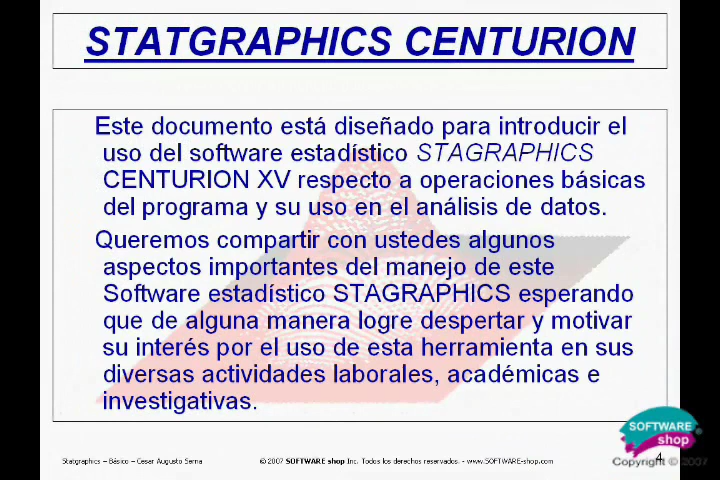 STATGRAPHICS CENTURION
Este documento está diseñado para introducir el
uso del software estadístico STAGRAPHICS
CENTURION XV respecto a operaciones básicas
del programa y su uso en el análisis de datos.
Queremos compartir con ustedes algunos
aspectos importantes del manejo de este
Software estadístico STAGRAPHICS esperando
que de alguna manera logre despertar y motivar
su interés por el uso de esta herramienta en sus
diversas actividades laborales, académicas e
investigativas.
SOFTWARE
shop
Statgraphics – Básico – Cesar Augusto Serna
© 2007 SOFTWARE shop Inc. Todos los derechos reservados. - www.SOFTWARE-shop.com
4
Copyright © 2007